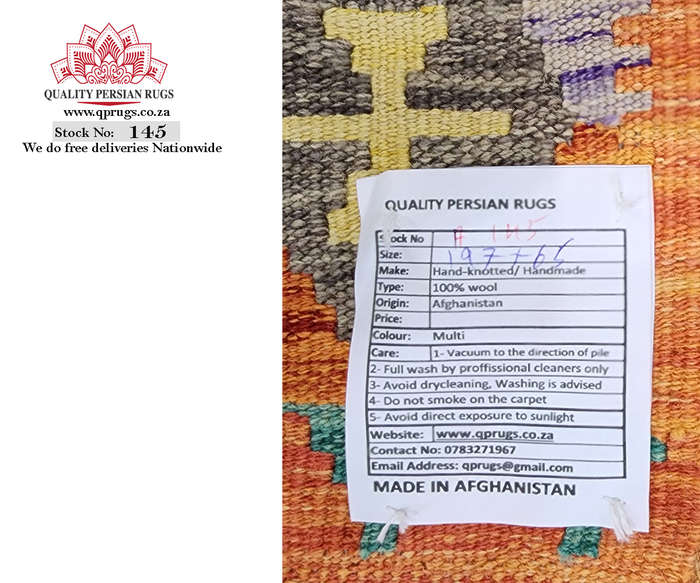 QUALITY PERSIAN RUGS
www.qprugs.co.za
Stock No: 145
We do free deliveries Nationwide
QUALITY PERSIAN RUGS
Stock No A 145
Size: 197+65
Make: Hand-knotted/ Handmade
Type: 100% wool
Origin: Afghanistan
Price:
Colour: Multi
Care: 1- Vacuum to the direction of pile
2- Full wash by proffissional cleaners only
3- Avoid drycleaning, Washing is advised
4- Do not smoke on the carpet
5- Avoid direct exposure to sunlight
Website: www.qprugs.co.za
Contact No: 0783271967
Email Address: qprugs@gmail.com
MADE IN AFGHANISTAN